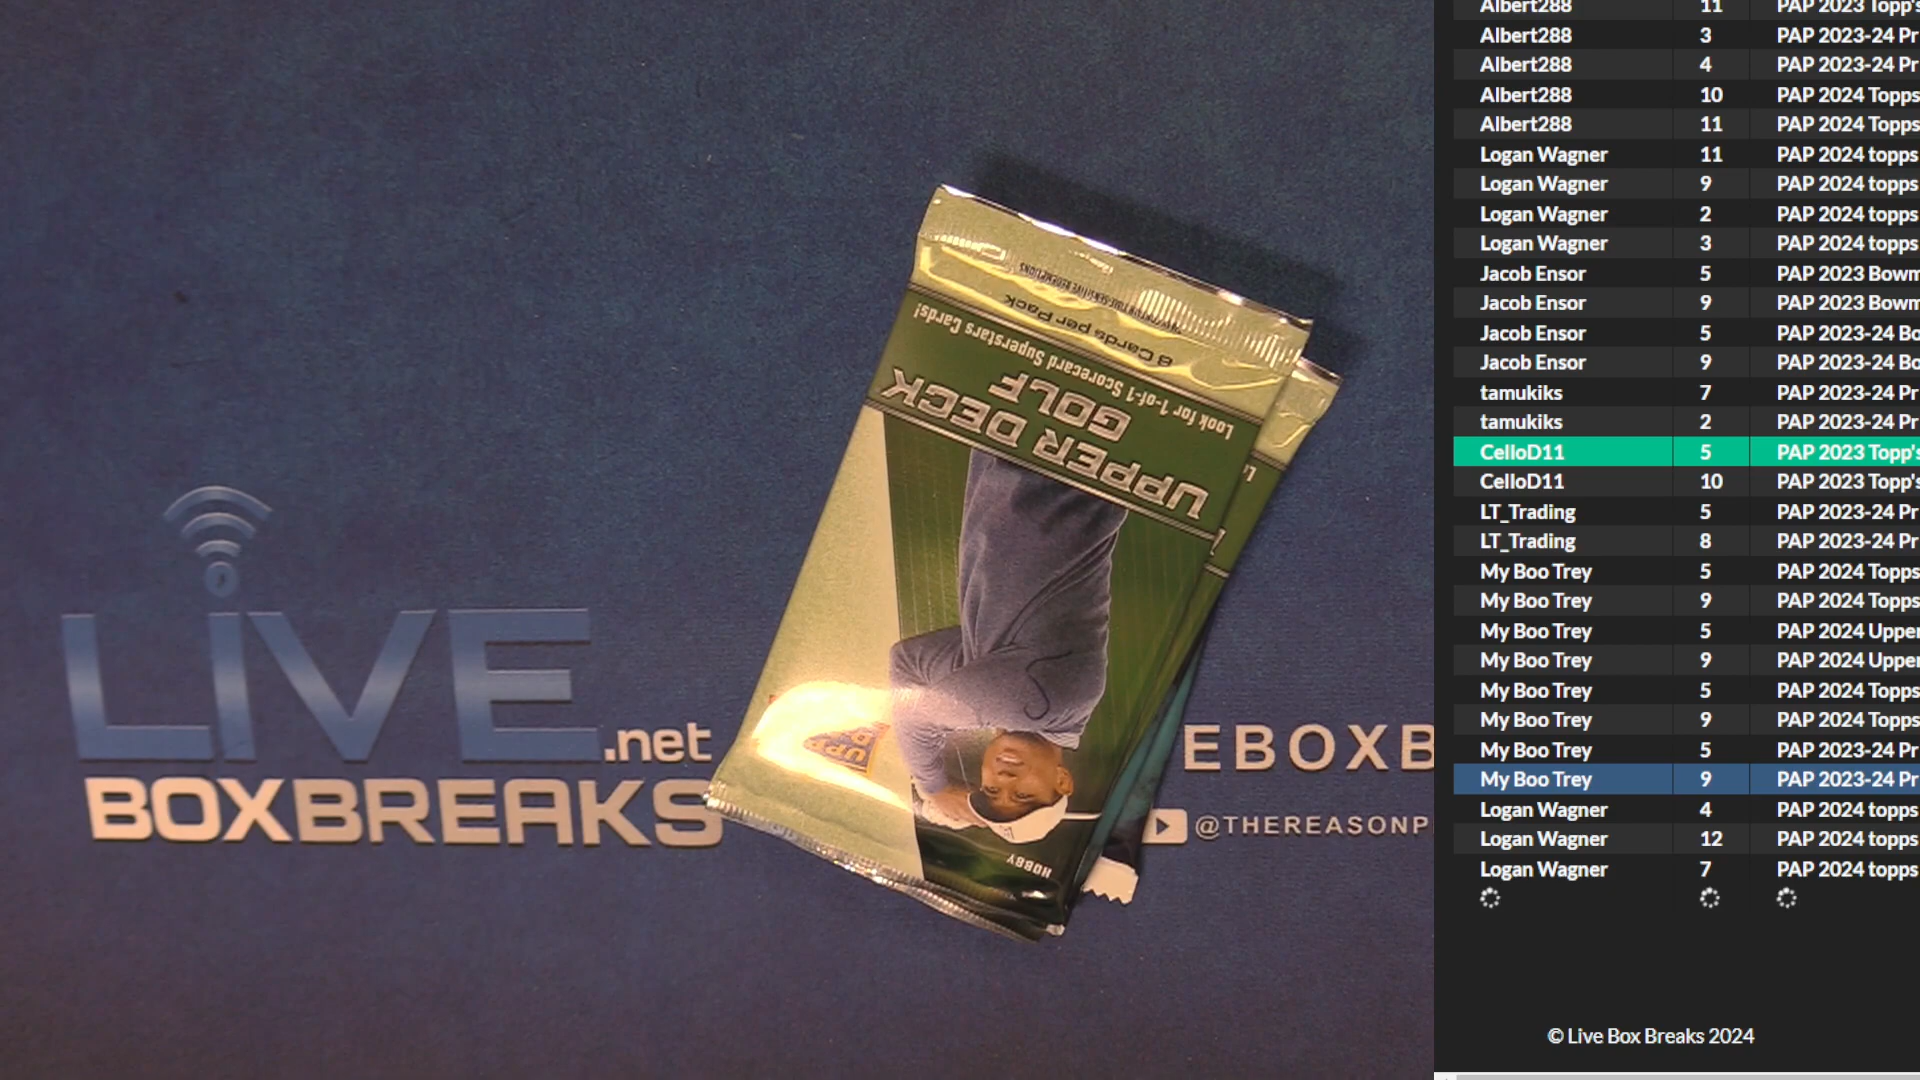 LIVE
.net
BOXBREAKS
EBOXB
@THEREASONP
8 Cards per Pack
Look for 1-of-1 Scorecard Superstars Cards!
UPPER DECK
GOLF
HOBBY
Albert288 11 PAP 2023 Topp's
Albert288 3 PAP 2023-24 Pr
Albert288 4 PAP 2023-24 Pr
Albert288 10 PAP 2024 Topps
Albert288 11 PAP 2024 Topps
Logan Wagner 11 PAP 2024 topps
Logan Wagner 9 PAP 2024 topps
Logan Wagner 2 PAP 2024 topps
Logan Wagner 3 PAP 2024 topps
Jacob Ensor 5 PAP 2023 Bowm
Jacob Ensor 9 PAP 2023 Bowm
Jacob Ensor 5 PAP 2023-24 Bo
Jacob Ensor 9 PAP 2023-24 Bo
tamukiks 7 PAP 2023-24 Pr
tamukiks 2 PAP 2023-24 Pr
CelloD11 5 PAP 2023 Topp's
CelloD11 10 PAP 2023 Topp's
LT_Trading 5 PAP 2023-24 Pr
LT_Trading 8 PAP 2023-24 Pr
My Boo Trey 5 PAP 2024 Topps
My Boo Trey 9 PAP 2024 Topps
My Boo Trey 5 PAP 2024 Upper
My Boo Trey 9 PAP 2024 Upper
My Boo Trey 5 PAP 2024 Topps
My Boo Trey 9 PAP 2024 Topps
My Boo Trey 5 PAP 2023-24 Pr
My Boo Trey 9 PAP 2023-24 Pr
Logan Wagner 4 PAP 2024 topps
Logan Wagner 12 PAP 2024 topps
Logan Wagner 7 PAP 2024 topps
© Live Box Breaks 2024